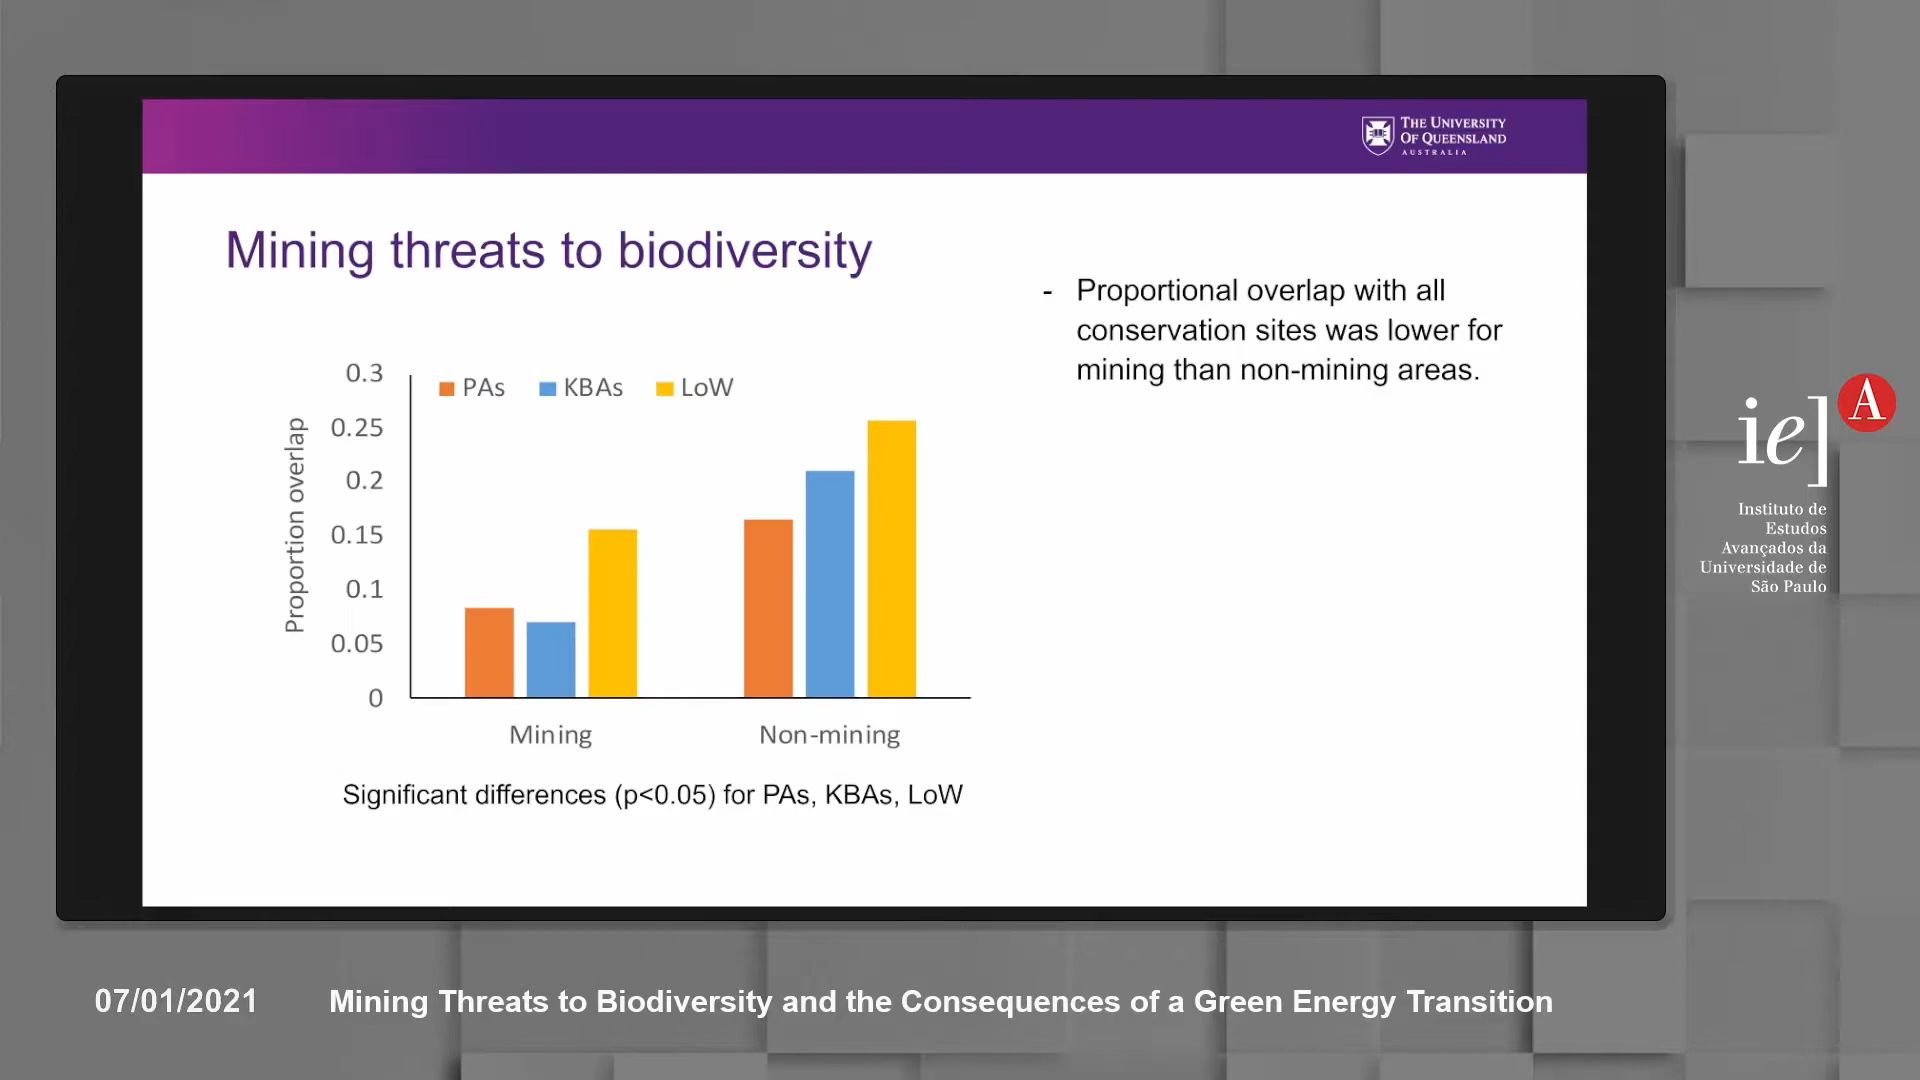 THE UNIVERSITY
OF QUEENSLAND
AUSTRALIA
Mining threats to biodiversity
- Proportional overlap with all
conservation sites was lower for
mining than non-mining areas.
PAs KBAs LoW
Proportion overlap
0.3
0.25
0.2
0.15
0.1
0.05
0
Mining Non-mining
Significant differences (p<0.05) for PAs, KBAs, LoW
ie] A
Instituto de
Estudos
Avançados da
Universidade de
São Paulo
07/01/2021 Mining Threats to Biodiversity and the Consequences of a Green Energy Transition